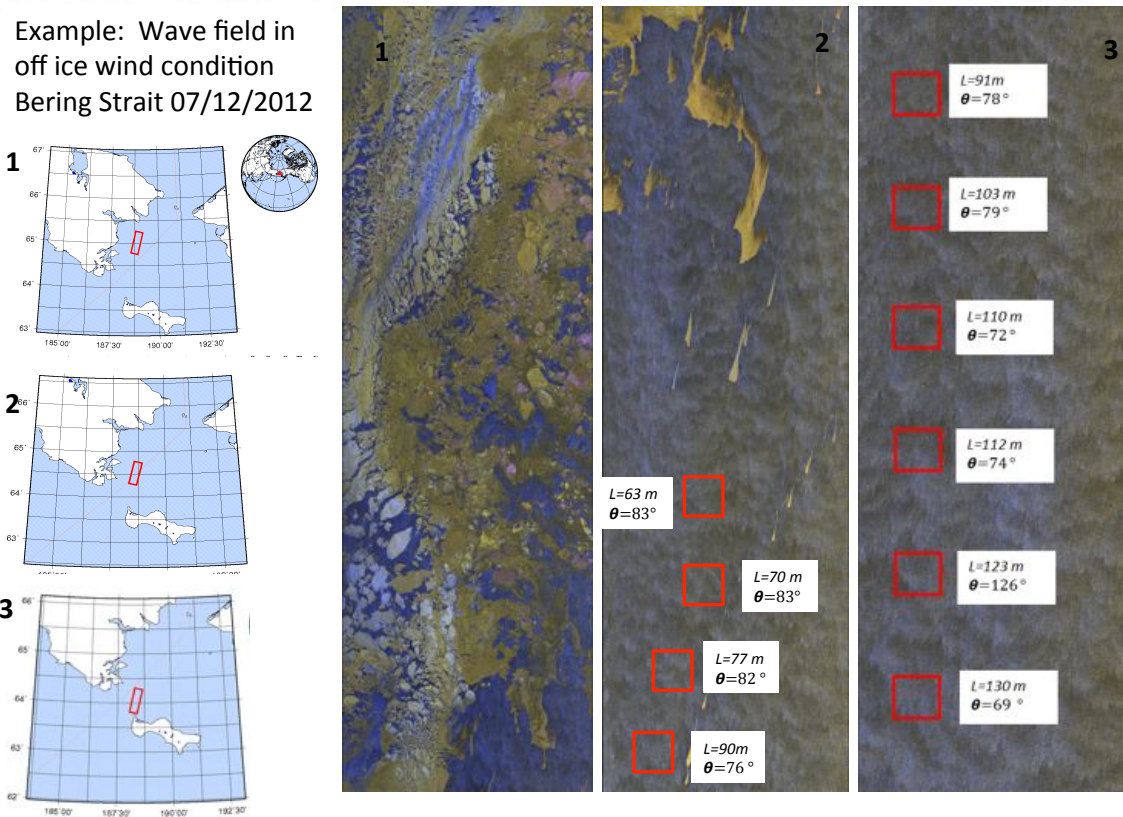 Example: Wave field in
off ice wind condition
Bering Strait 07/12/2012
1
67˚
66˚
65˚
64˚
63˚
185˚00' 187˚30' 190˚00' 192˚30'
2
66˚
65˚
64˚
63˚
3
66˚
65˚
64˚
63˚
62˚
185˚00' 187˚30' 190˚00' 192˚30'
1
2
L=63 m
θ=83°
L=70 m
θ=83°
L=77 m
θ=82 °
L=90m
θ=76 °
3
L=91m
θ=78°
L=103 m
θ=79°
L=110 m
θ=72°
L=112 m
θ=74°
L=123 m
θ=126°
L=130 m
θ=69 °